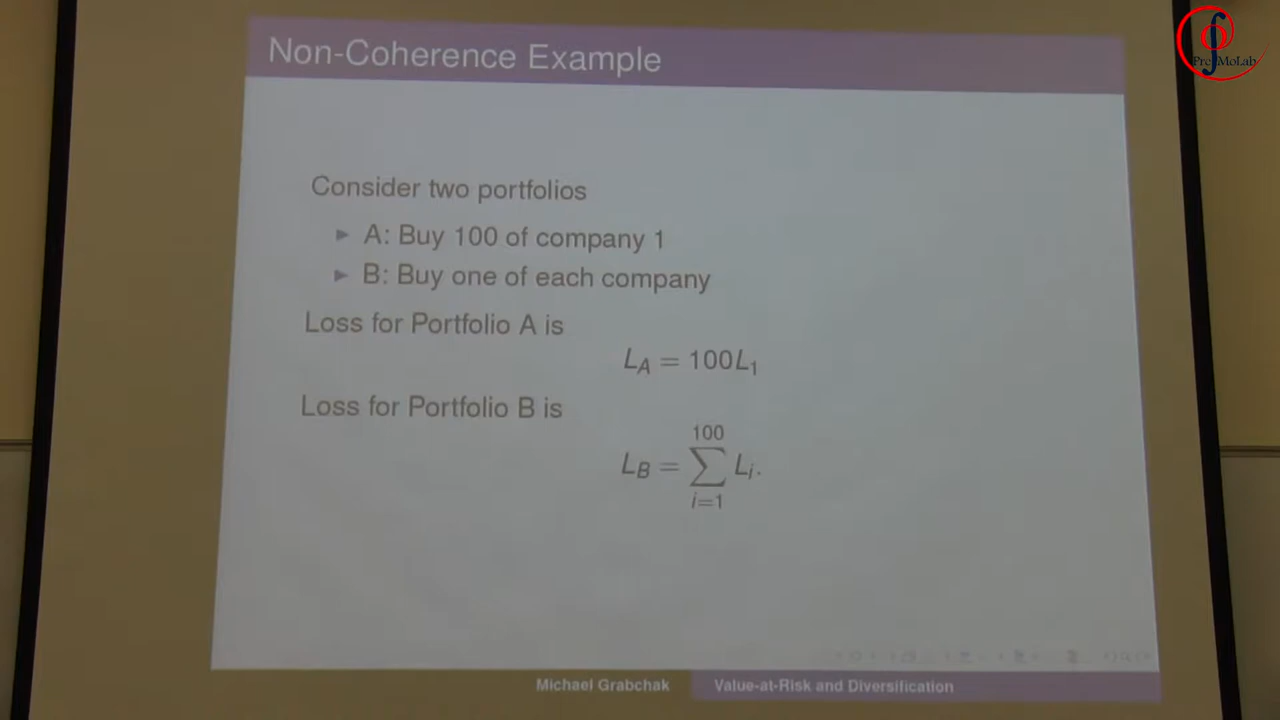 Non-Coherence Example
PreMoLab
Consider two portfolios
► A: Buy 100 of company 1
► B: Buy one of each company
Loss for Portfolio A is
L_A = 100L_1
Loss for Portfolio B is
L_B = \sum_{i=1}^{100} L_i.
Michael Grabchak Value-at-Risk and Diversification